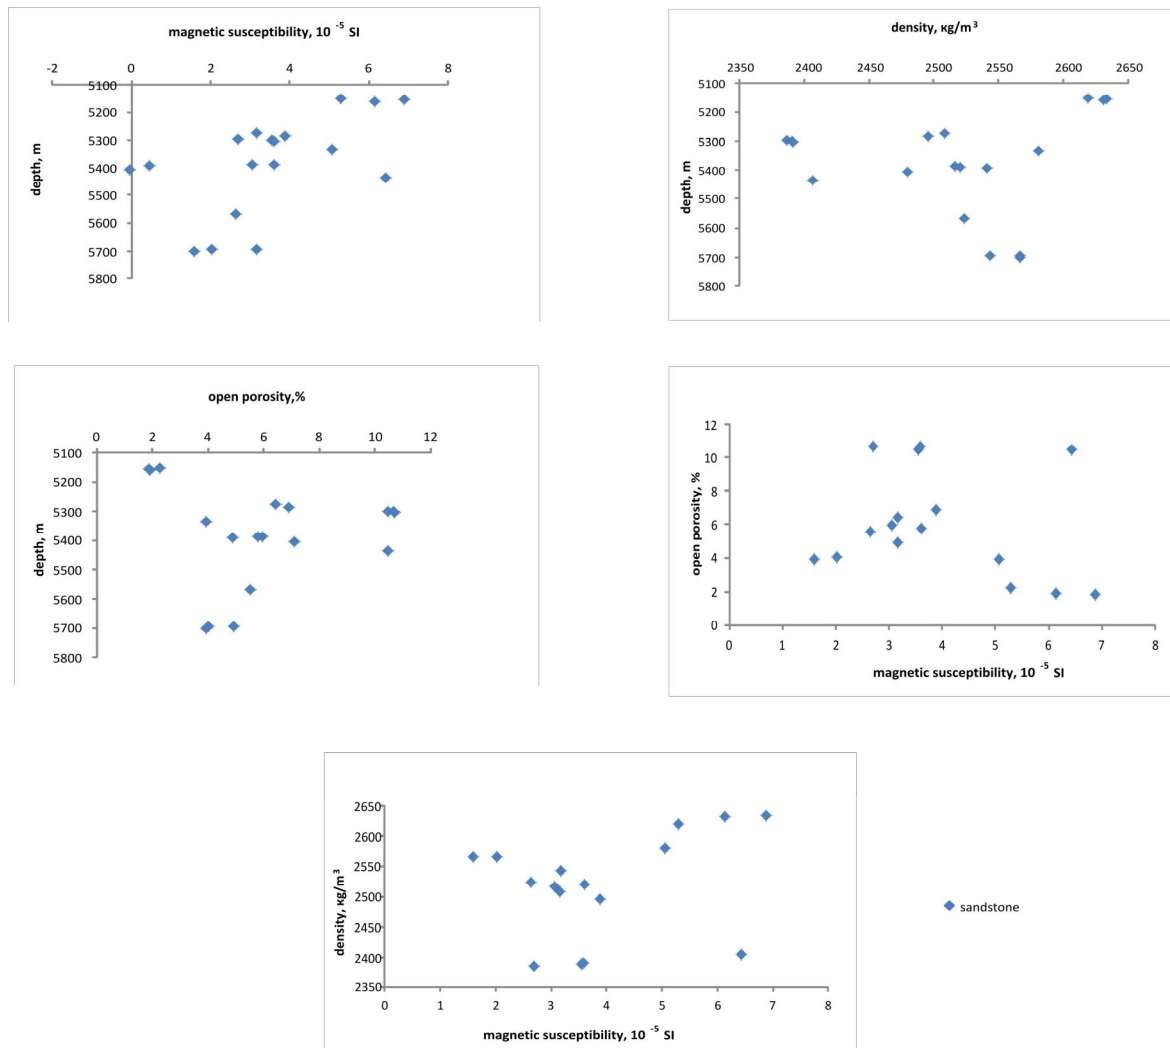 magnetic susceptibility, 10 -5 SI
-2 0 2 4 6 8
5100
5200
5300
5400
5500
5600
5700
5800
depth, m
density, кg/m3
2350 2400 2450 2500 2550 2600 2650
5100
5200
5300
5400
5500
5600
5700
5800
depth, m
open porosity,%
0 2 4 6 8 10 12
5100
5200
5300
5400
5500
5600
5700
5800
depth, m
12
10
8
6
4
2
0
open porosity, %
0 1 2 3 4 5 6 7 8
magnetic susceptibility, 10 -5 SI
2650
2600
2550
2500
2450
2400
2350
density, кg/m3
0 1 2 3 4 5 6 7 8
magnetic susceptibility, 10 -5 SI
sandstone